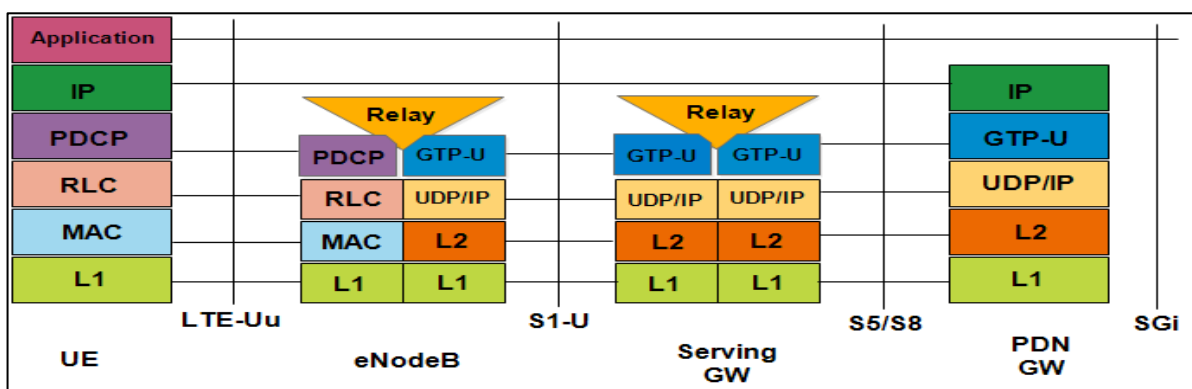 Application
IP IP
Relay Relay
PDCP PDCP GTP-U GTP-U GTP-U GTP-U
RLC RLC UDP/IP UDP/IP UDP/IP UDP/IP
MAC MAC L2 L2 L2 L2
L1 L1 L1 L1 L1 L1
LTE-Uu S1-U S5/S8 SGi
UE eNodeB Serving GW PDN GW